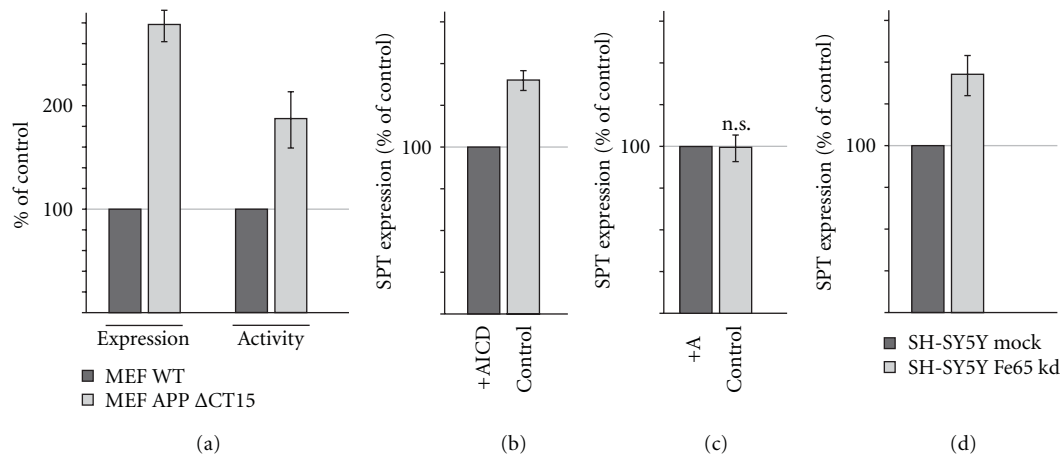 % of control
200
100
Expression
Activity
MEF WT
MEF APP ΔCT15
(a)
SPT expression (% of control)
100
+AICD
Control
(b)
SPT expression (% of control)
100
n.s.
+A
Control
(c)
SPT expression (% of control)
100
SH-SY5Y mock
SH-SY5Y Fe65 kd
(d)